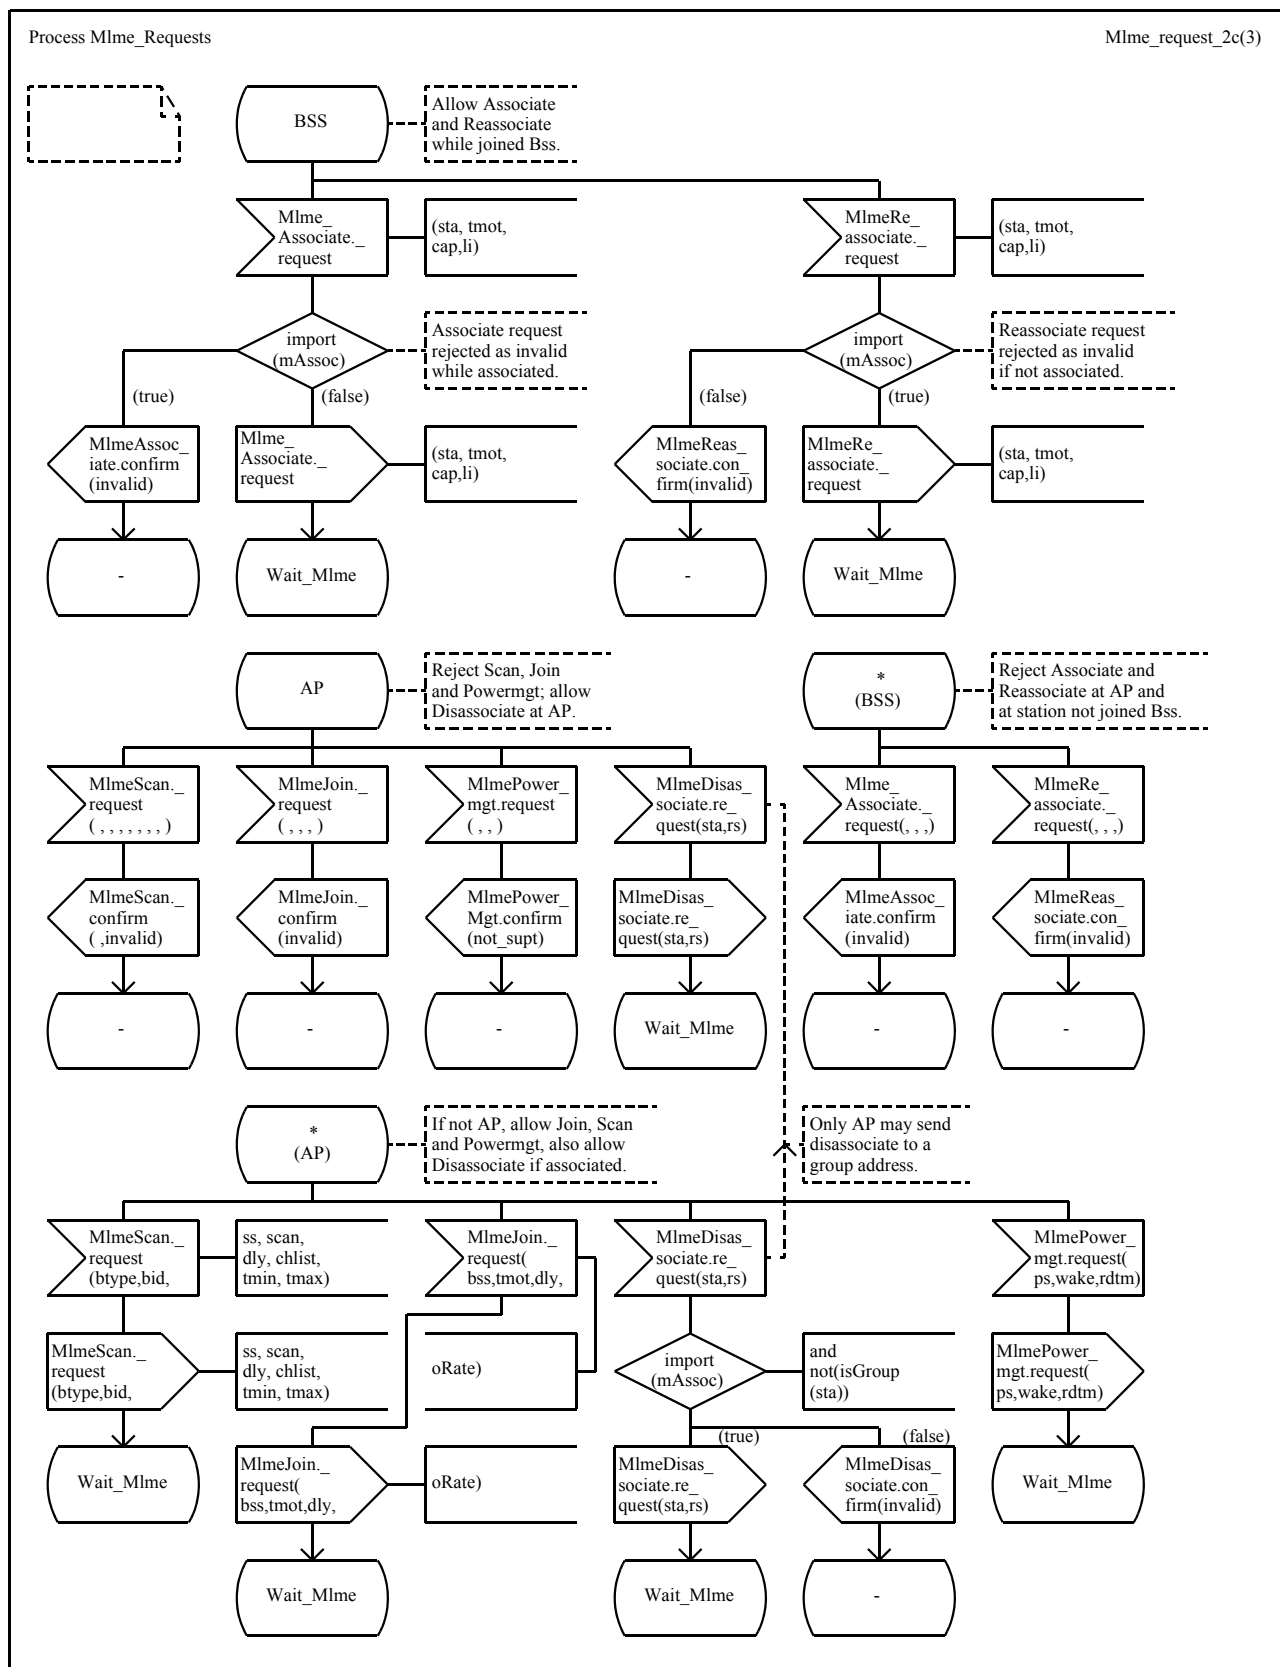 Process Mlme_Requests
Mlme_request_2c(3)
BSS
Allow Associate
and Reassociate
while joined Bss.
Mlme_
Associate._
request
(sta, tmot,
cap,li)
MlmeRe_
associate._
request
(sta, tmot,
cap,li)
import
(mAssoc)
Associate request
rejected as invalid
while associated.
import
(mAssoc)
Reassociate request
rejected as invalid
if not associated.
(true)
(false)
(false)
(true)
MlmeAssoc_
iate.confirm
(invalid)
Mlme_
Associate._
request
(sta, tmot,
cap,li)
MlmeReas_
sociate.con_
firm(invalid)
MlmeRe_
associate._
request
(sta, tmot,
cap,li)
-
Wait_Mlme
-
Wait_Mlme
AP
Reject Scan, Join
and Powermgt; allow
Disassociate at AP.
*
(BSS)
Reject Associate and
Reassociate at AP and
at station not joined Bss.
MlmeScan._
request
( , , , , , , , )
MlmeJoin._
request
( , , , )
MlmePower_
mgt.request
( , , )
MlmeDisas_
sociate.re_
quest(sta,rs)
Mlme_
Associate._
request(, , ,)
MlmeRe_
associate._
request(, , ,)
MlmeScan._
confirm
( ,invalid)
MlmeJoin._
confirm
(invalid)
MlmePower_
Mgt.confirm
(not_supt)
MlmeDisas_
sociate.re_
quest(sta,rs)
MlmeAssoc_
iate.confirm
(invalid)
MlmeReas_
sociate.con_
firm(invalid)
-
-
-
Wait_Mlme
-
-
*
(AP)
If not AP, allow Join, Scan
and Powermgt, also allow
Disassociate if associated.
Only AP may send
disassociate to a
group address.
MlmeScan._
request
(btype,bid,
ss, scan,
dly, chlist,
tmin, tmax)
MlmeJoin._
request(
bss,tmot,dly,
MlmeDisas_
sociate.re_
quest(sta,rs)
MlmePower_
mgt.request(
ps,wake,rdtm)
MlmeScan._
request
(btype,bid,
ss, scan,
dly, chlist,
tmin, tmax)
oRate)
import
(mAssoc)
and
not(isGroup
(sta))
MlmePower_
mgt.request(
ps,wake,rdtm)
(true)
(false)
Wait_Mlme
MlmeJoin._
request(
bss,tmot,dly,
oRate)
MlmeDisas_
sociate.re_
quest(sta,rs)
MlmeDisas_
sociate.con_
firm(invalid)
Wait_Mlme
Wait_Mlme
Wait_Mlme
-